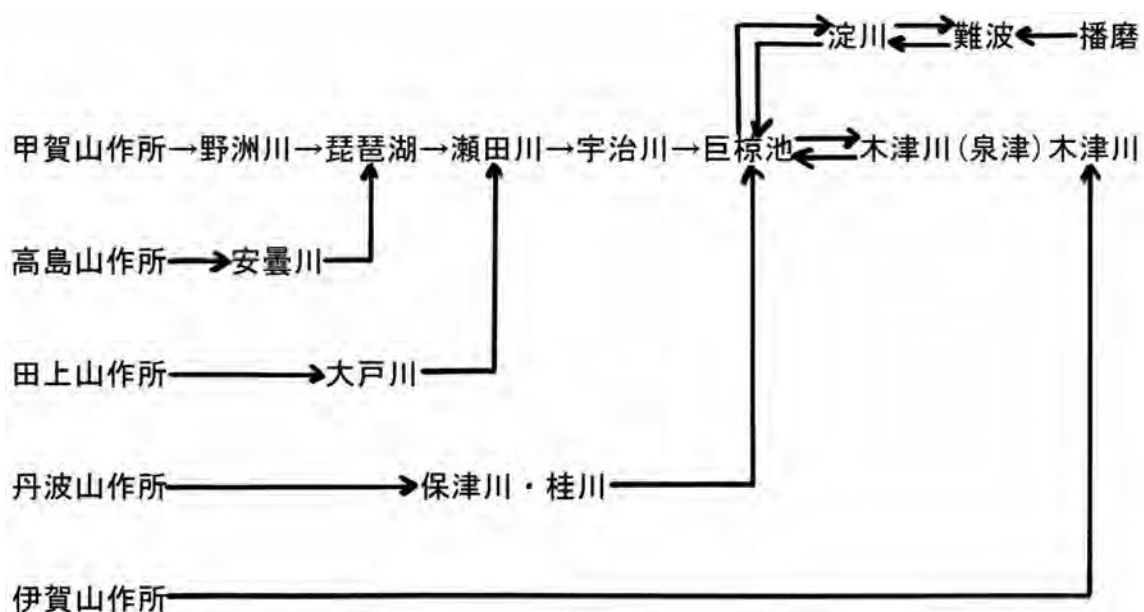 淀川 難波 播磨
甲賀山作所→野洲川→琵琶湖→瀬田川→宇治川→巨椋池 木津川(泉津)木津川
高島山作所 安曇川
田上山作所 大戸川
丹波山作所 保津川・桂川
伊賀山作所